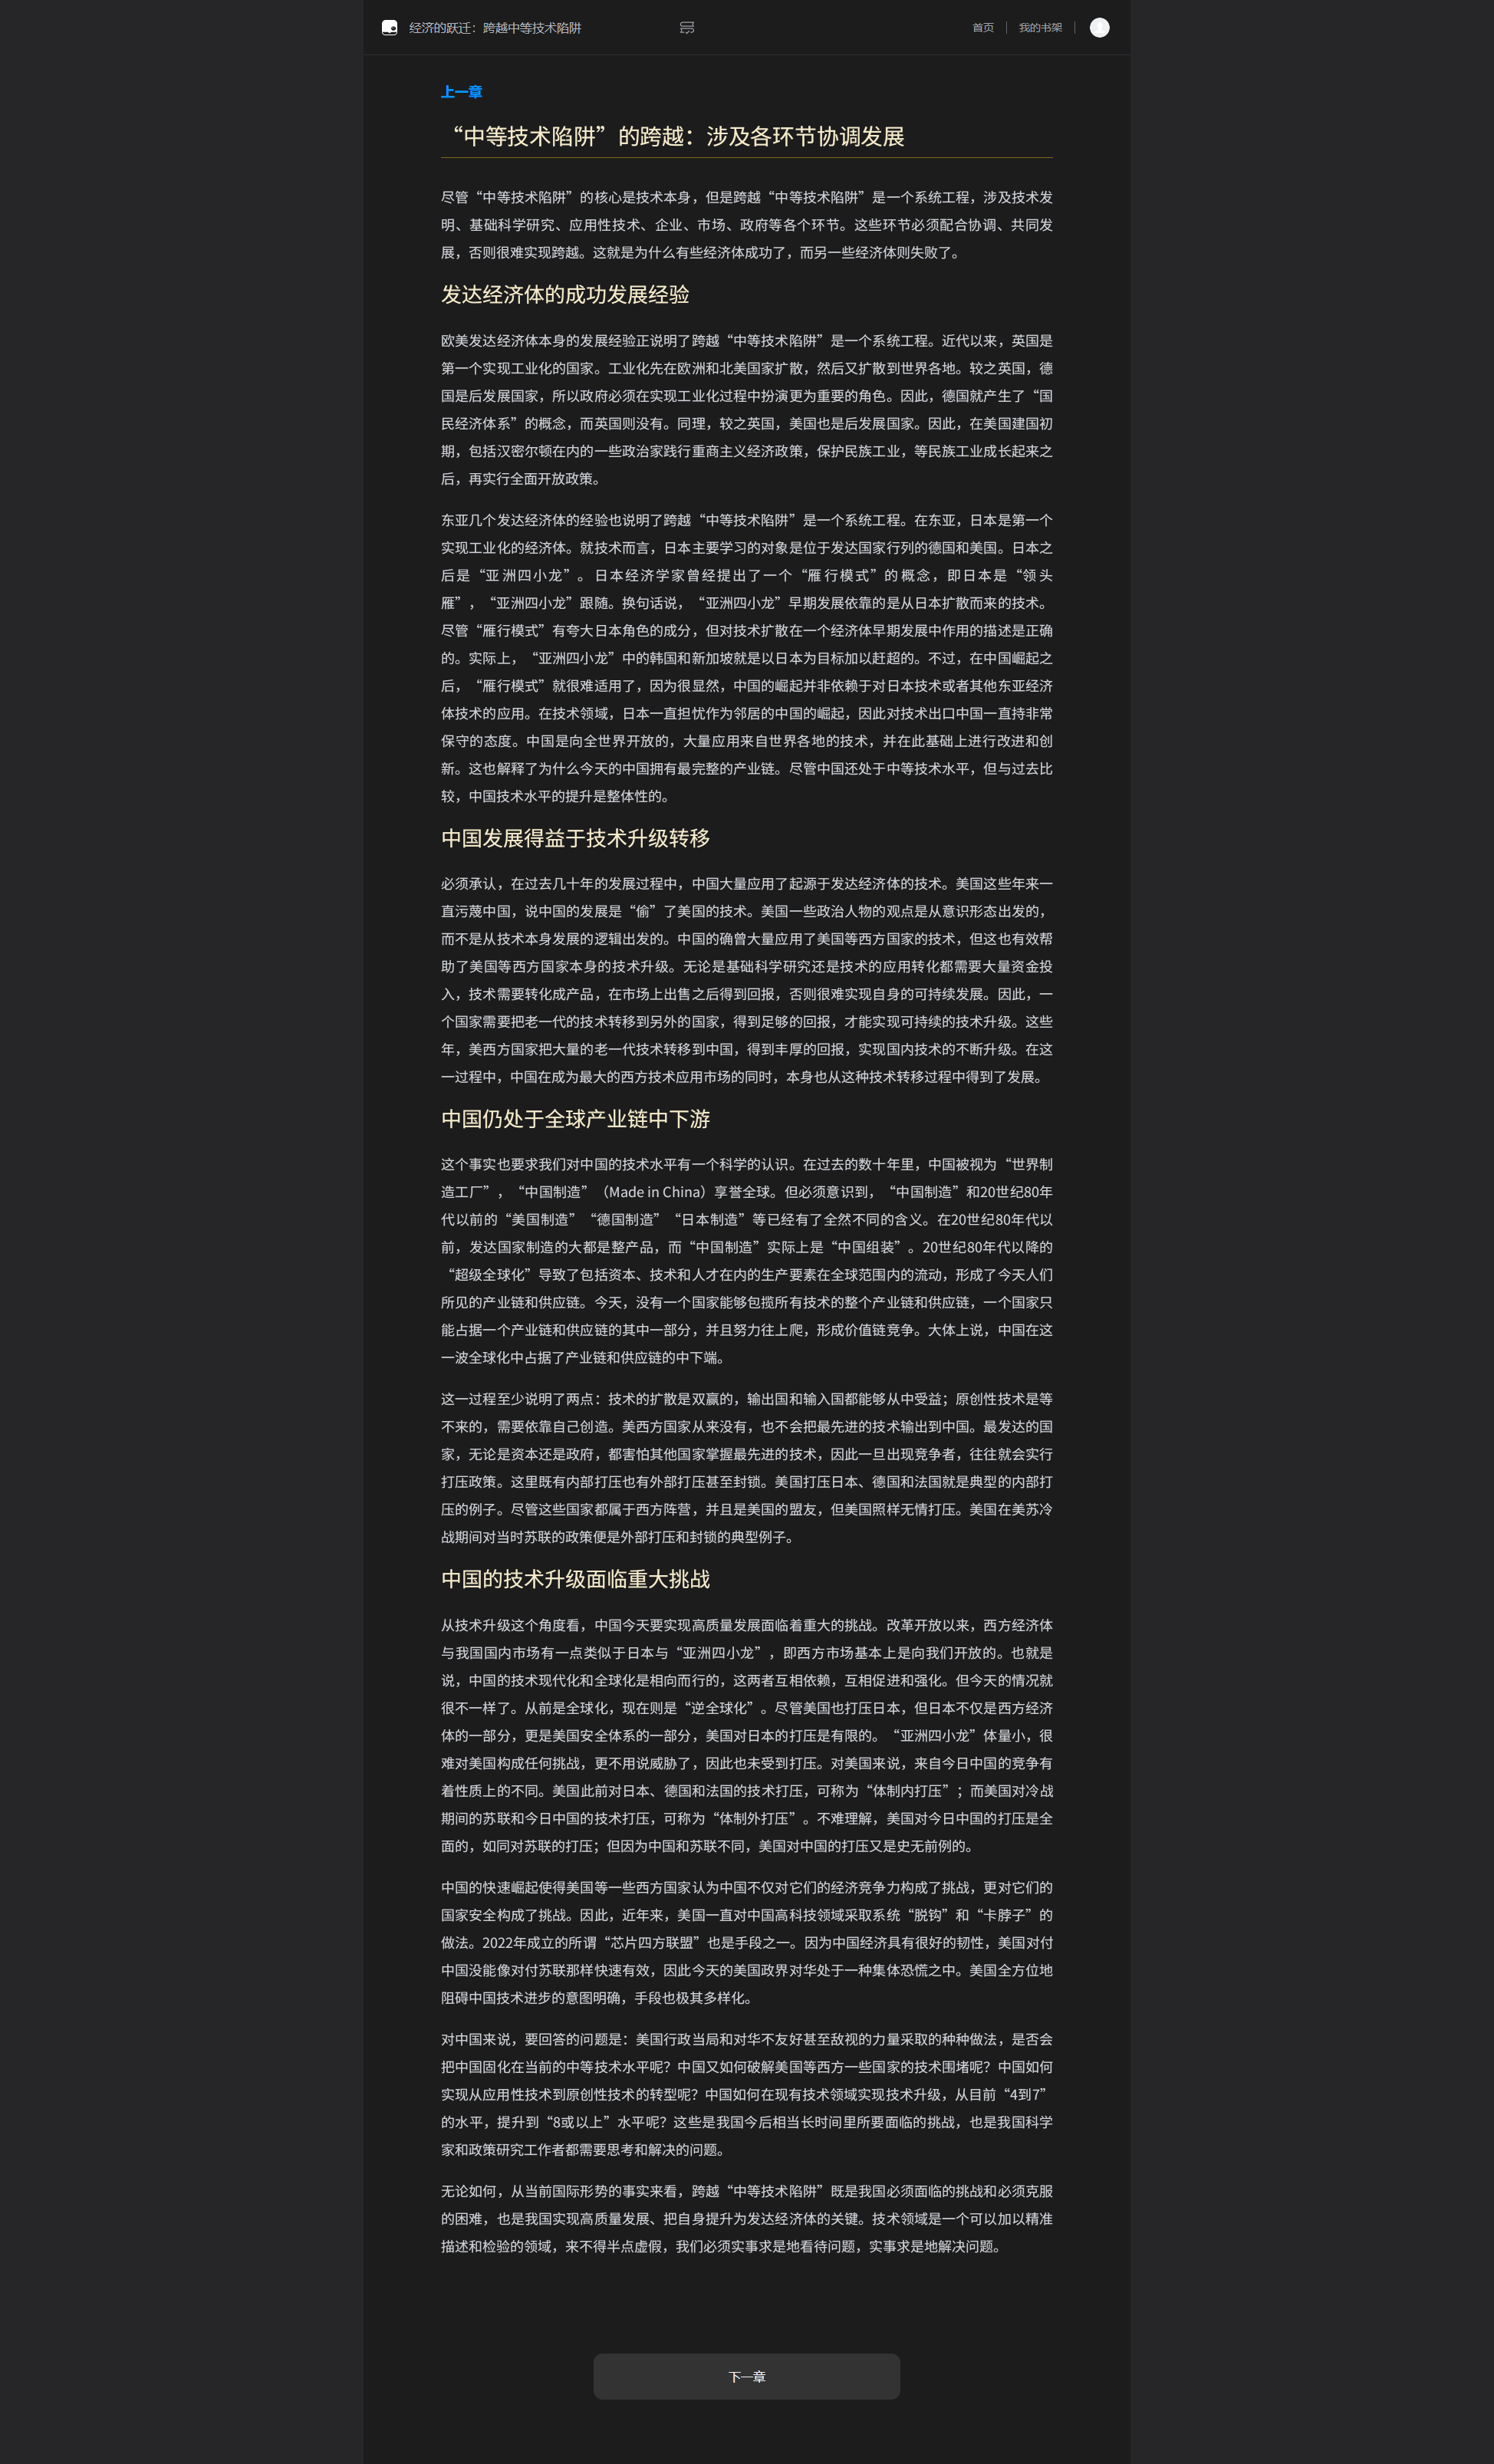 经济的跃迁：跨越中等技术陷阱
首页
我的书架
上一章
“中等技术陷阱”的跨越：涉及各环节协调发展
尽管“中等技术陷阱”的核心是技术本身，但是跨越“中等技术陷阱”是一个系统工程，涉及技术发
明、基础科学研究、应用性技术、企业、市场、政府等各个环节。这些环节必须配合协调、共同发
展，否则很难实现跨越。这就是为什么有些经济体成功了，而另一些经济体则失败了。
发达经济体的成功发展经验
欧美发达经济体本身的发展经验正说明了跨越“中等技术陷阱”是一个系统工程。近代以来，英国是
第一个实现工业化的国家。工业化先在欧洲和北美国家扩散，然后又扩散到世界各地。较之英国，德
国是后发展国家，所以政府必须在实现工业化过程中扮演更为重要的角色。因此，德国就产生了“国
民经济体系”的概念，而英国则没有。同理，较之英国，美国也是后发展国家。因此，在美国建国初
期，包括汉密尔顿在内的一些政治家践行重商主义经济政策，保护民族工业，等民族工业成长起来之
后，再实行全面开放政策。
东亚几个发达经济体的经验也说明了跨越“中等技术陷阱”是一个系统工程。在东亚，日本是第一个
实现工业化的经济体。就技术而言，日本主要学习的对象是位于发达国家行列的德国和美国。日本之
后是“亚洲四小龙”。日本经济学家曾经提出了一个“雁行模式”的概念，即日本是“领头
雁”，“亚洲四小龙”跟随。换句话说，“亚洲四小龙”早期发展依靠的是从日本扩散而来的技术。
尽管“雁行模式”有夸大日本角色的成分，但对技术扩散在一个经济体早期发展中作用的描述是正确
的。实际上，“亚洲四小龙”中的韩国和新加坡就是以日本为目标加以赶超的。不过，在中国崛起之
后，“雁行模式”就很难适用了，因为很显然，中国的崛起并非依赖于对日本技术或者其他东亚经济
体技术的应用。在技术领域，日本一直担忧作为邻居的中国的崛起，因此对技术出口中国一直持非常
保守的态度。中国是向全世界开放的，大量应用来自世界各地的技术，并在此基础上进行改进和创
新。这也解释了为什么今天的中国拥有最完整的产业链。尽管中国还处于中等技术水平，但与过去比
较，中国技术水平的提升是整体性的。
中国发展得益于技术升级转移
必须承认，在过去几十年的发展过程中，中国大量应用了起源于发达经济体的技术。美国这些年来一
直污蔑中国，说中国的发展是“偷”了美国的技术。美国一些政治人物的观点是从意识形态出发的，
而不是从技术本身发展的逻辑出发的。中国的确曾大量应用了美国等西方国家的技术，但这也有效帮
助了美国等西方国家本身的技术升级。无论是基础科学研究还是技术的应用转化都需要大量资金投
入，技术需要转化成产品，在市场上出售之后得到回报，否则很难实现自身的可持续发展。因此，一
个国家需要把老一代的技术转移到另外的国家，得到足够的回报，才能实现可持续的技术升级。这些
年，美西方国家把大量的老一代技术转移到中国，得到丰厚的回报，实现国内技术的不断升级。在这
一过程中，中国在成为最大的西方技术应用市场的同时，本身也从这种技术转移过程中得到了发展。
中国仍处于全球产业链中下游
这个事实也要求我们对中国的技术水平有一个科学的认识。在过去的数十年里，中国被视为“世界制
造工厂”，“中国制造”（Made in China）享誉全球。但必须意识到，“中国制造”和20世纪80年
代以前的“美国制造”“德国制造”“日本制造”等已经有了全然不同的含义。在20世纪80年代以
前，发达国家制造的大都是整产品，而“中国制造”实际上是“中国组装”。20世纪80年代以降的
“超级全球化”导致了包括资本、技术和人才在内的生产要素在全球范围内的流动，形成了今天人们
所见的产业链和供应链。今天，没有一个国家能够包揽所有技术的整个产业链和供应链，一个国家只
能占据一个产业链和供应链的其中一部分，并且努力往上爬，形成价值链竞争。大体上说，中国在这
一波全球化中占据了产业链和供应链的中下端。
这一过程至少说明了两点：技术的扩散是双赢的，输出国和输入国都能够从中受益；原创性技术是等
不来的，需要依靠自己创造。美西方国家从来没有，也不会把最先进的技术输出到中国。最发达的国
家，无论是资本还是政府，都害怕其他国家掌握最先进的技术，因此一旦出现竞争者，往往就会实行
打压政策。这里既有内部打压也有外部打压甚至封锁。美国打压日本、德国和法国就是典型的内部打
压的例子。尽管这些国家都属于西方阵营，并且是美国的盟友，但美国照样无情打压。美国在美苏冷
战期间对当时苏联的政策便是外部打压和封锁的典型例子。
中国的技术升级面临重大挑战
从技术升级这个角度看，中国今天要实现高质量发展面临着重大的挑战。改革开放以来，西方经济体
与我国国内市场有一点类似于日本与“亚洲四小龙”，即西方市场基本上是向我们开放的。也就是
说，中国的技术现代化和全球化是相向而行的，这两者互相依赖，互相促进和强化。但今天的情况就
很不一样了。从前是全球化，现在则是“逆全球化”。尽管美国也打压日本，但日本不仅是西方经济
体的一部分，更是美国安全体系的一部分，美国对日本的打压是有限的。“亚洲四小龙”体量小，很
难对美国构成任何挑战，更不用说威胁了，因此也未受到打压。对美国来说，来自今日中国的竞争有
着性质上的不同。美国此前对日本、德国和法国的技术打压，可称为“体制内打压”；而美国对冷战
期间的苏联和今日中国的技术打压，可称为“体制外打压”。不难理解，美国对今日中国的打压是全
面的，如同对苏联的打压；但因为中国和苏联不同，美国对中国的打压又是史无前例的。
中国的快速崛起使得美国等一些西方国家认为中国不仅对它们的经济竞争力构成了挑战，更对它们的
国家安全构成了挑战。因此，近年来，美国一直对中国高科技领域采取系统“脱钩”和“卡脖子”的
做法。2022年成立的所谓“芯片四方联盟”也是手段之一。因为中国经济具有很好的韧性，美国对付
中国没能像对付苏联那样快速有效，因此今天的美国政界对华处于一种集体恐慌之中。美国全方位地
阻碍中国技术进步的意图明确，手段也极其多样化。
对中国来说，要回答的问题是：美国行政当局和对华不友好甚至敌视的力量采取的种种做法，是否会
把中国固化在当前的中等技术水平呢？中国又如何破解美国等西方一些国家的技术围堵呢？中国如何
实现从应用性技术到原创性技术的转型呢？中国如何在现有技术领域实现技术升级，从目前“4到7”
的水平，提升到“8或以上”水平呢？这些是我国今后相当长时间里所要面临的挑战，也是我国科学
家和政策研究工作者都需要思考和解决的问题。
无论如何，从当前国际形势的事实来看，跨越“中等技术陷阱”既是我国必须面临的挑战和必须克服
的困难，也是我国实现高质量发展、把自身提升为发达经济体的关键。技术领域是一个可以加以精准
描述和检验的领域，来不得半点虚假，我们必须实事求是地看待问题，实事求是地解决问题。
下一章